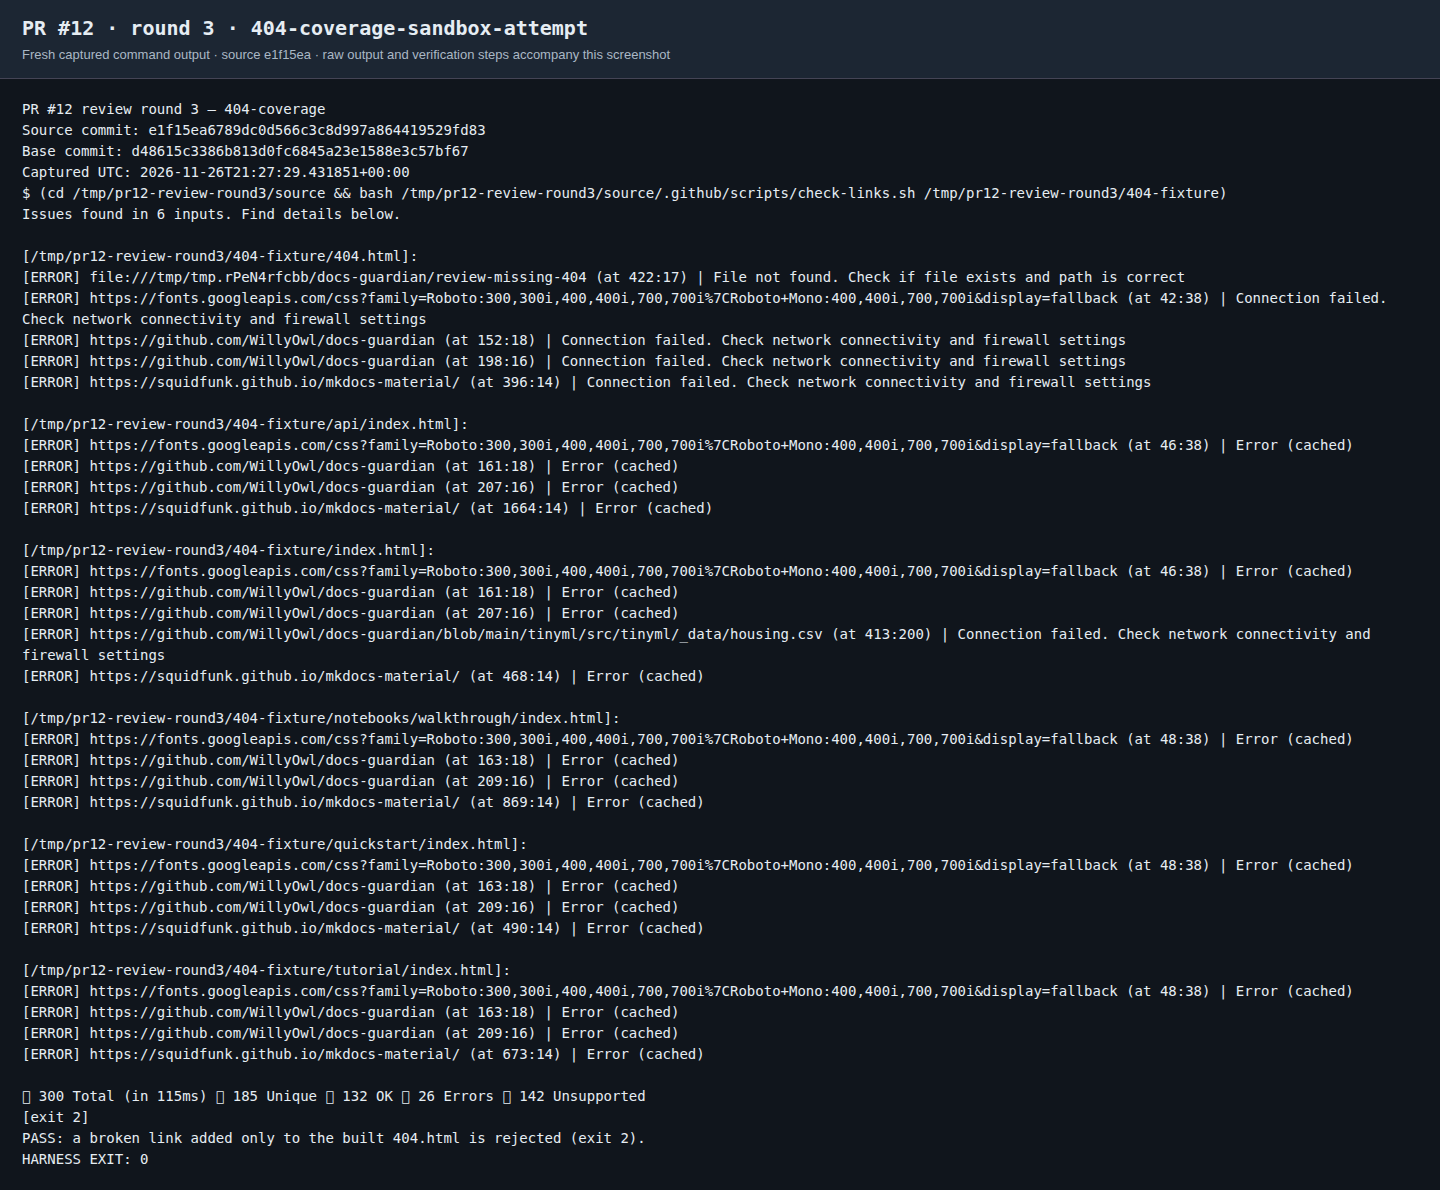 PR #12 · round 3 · 404-coverage-sandbox-attempt
Fresh captured command output · source e1f15ea · raw output and verification steps accompany this screenshot
PR #12 review round 3 — 404-coverage
Source commit: e1f15ea6789dc0d566c3c8d997a864419529fd83
Base commit: d48615c3386b813d0fc6845a23e1588e3c57bf67
Captured UTC: 2026-11-26T21:27:29.431851+00:00
$ (cd /tmp/pr12-review-round3/source && bash /tmp/pr12-review-round3/source/.github/scripts/check-links.sh /tmp/pr12-review-round3/404-fixture)
Issues found in 6 inputs. Find details below.
[/tmp/pr12-review-round3/404-fixture/404.html]:
[ERROR] file:///tmp/tmp.rPeN4rfcbb/docs-guardian/review-missing-404 (at 422:17) | File not found. Check if file exists and path is correct
[ERROR] https://fonts.googleapis.com/css?family=Roboto:300,300i,400,400i,700,700i%7CRoboto+Mono:400,400i,700,700i&display=fallback (at 42:38) | Connection failed.
Check network connectivity and firewall settings
[ERROR] https://github.com/WillyOwl/docs-guardian (at 152:18) | Connection failed. Check network connectivity and firewall settings
[ERROR] https://github.com/WillyOwl/docs-guardian (at 198:16) | Connection failed. Check network connectivity and firewall settings
[ERROR] https://squidfunk.github.io/mkdocs-material/ (at 396:14) | Connection failed. Check network connectivity and firewall settings
[/tmp/pr12-review-round3/404-fixture/api/index.html]:
[ERROR] https://fonts.googleapis.com/css?family=Roboto:300,300i,400,400i,700,700i%7CRoboto+Mono:400,400i,700,700i&display=fallback (at 46:38) | Error (cached)
[ERROR] https://github.com/WillyOwl/docs-guardian (at 161:18) | Error (cached)
[ERROR] https://github.com/WillyOwl/docs-guardian (at 207:16) | Error (cached)
[ERROR] https://squidfunk.github.io/mkdocs-material/ (at 1664:14) | Error (cached)
[/tmp/pr12-review-round3/404-fixture/index.html]:
[ERROR] https://fonts.googleapis.com/css?family=Roboto:300,300i,400,400i,700,700i%7CRoboto+Mono:400,400i,700,700i&display=fallback (at 46:38) | Error (cached)
[ERROR] https://github.com/WillyOwl/docs-guardian (at 161:18) | Error (cached)
[ERROR] https://github.com/WillyOwl/docs-guardian (at 207:16) | Error (cached)
[ERROR] https://github.com/WillyOwl/docs-guardian/blob/main/tinyml/src/tinyml/_data/housing.csv (at 413:200) | Connection failed. Check network connectivity and
firewall settings
[ERROR] https://squidfunk.github.io/mkdocs-material/ (at 468:14) | Error (cached)
[/tmp/pr12-review-round3/404-fixture/notebooks/walkthrough/index.html]:
[ERROR] https://fonts.googleapis.com/css?family=Roboto:300,300i,400,400i,700,700i%7CRoboto+Mono:400,400i,700,700i&display=fallback (at 48:38) | Error (cached)
[ERROR] https://github.com/WillyOwl/docs-guardian (at 163:18) | Error (cached)
[ERROR] https://github.com/WillyOwl/docs-guardian (at 209:16) | Error (cached)
[ERROR] https://squidfunk.github.io/mkdocs-material/ (at 869:14) | Error (cached)
[/tmp/pr12-review-round3/404-fixture/quickstart/index.html]:
[ERROR] https://fonts.googleapis.com/css?family=Roboto:300,300i,400,400i,700,700i%7CRoboto+Mono:400,400i,700,700i&display=fallback (at 48:38) | Error (cached)
[ERROR] https://github.com/WillyOwl/docs-guardian (at 163:18) | Error (cached)
[ERROR] https://github.com/WillyOwl/docs-guardian (at 209:16) | Error (cached)
[ERROR] https://squidfunk.github.io/mkdocs-material/ (at 490:14) | Error (cached)
[/tmp/pr12-review-round3/404-fixture/tutorial/index.html]:
[ERROR] https://fonts.googleapis.com/css?family=Roboto:300,300i,400,400i,700,700i%7CRoboto+Mono:400,400i,700,700i&display=fallback (at 48:38) | Error (cached)
[ERROR] https://github.com/WillyOwl/docs-guardian (at 163:18) | Error (cached)
[ERROR] https://github.com/WillyOwl/docs-guardian (at 209:16) | Error (cached)
[ERROR] https://squidfunk.github.io/mkdocs-material/ (at 673:14) | Error (cached)
300 Total (in 115ms) 185 Unique 132 OK 26 Errors 142 Unsupported
[exit 2]
PASS: a broken link added only to the built 404.html is rejected (exit 2).
HARNESS EXIT: 0